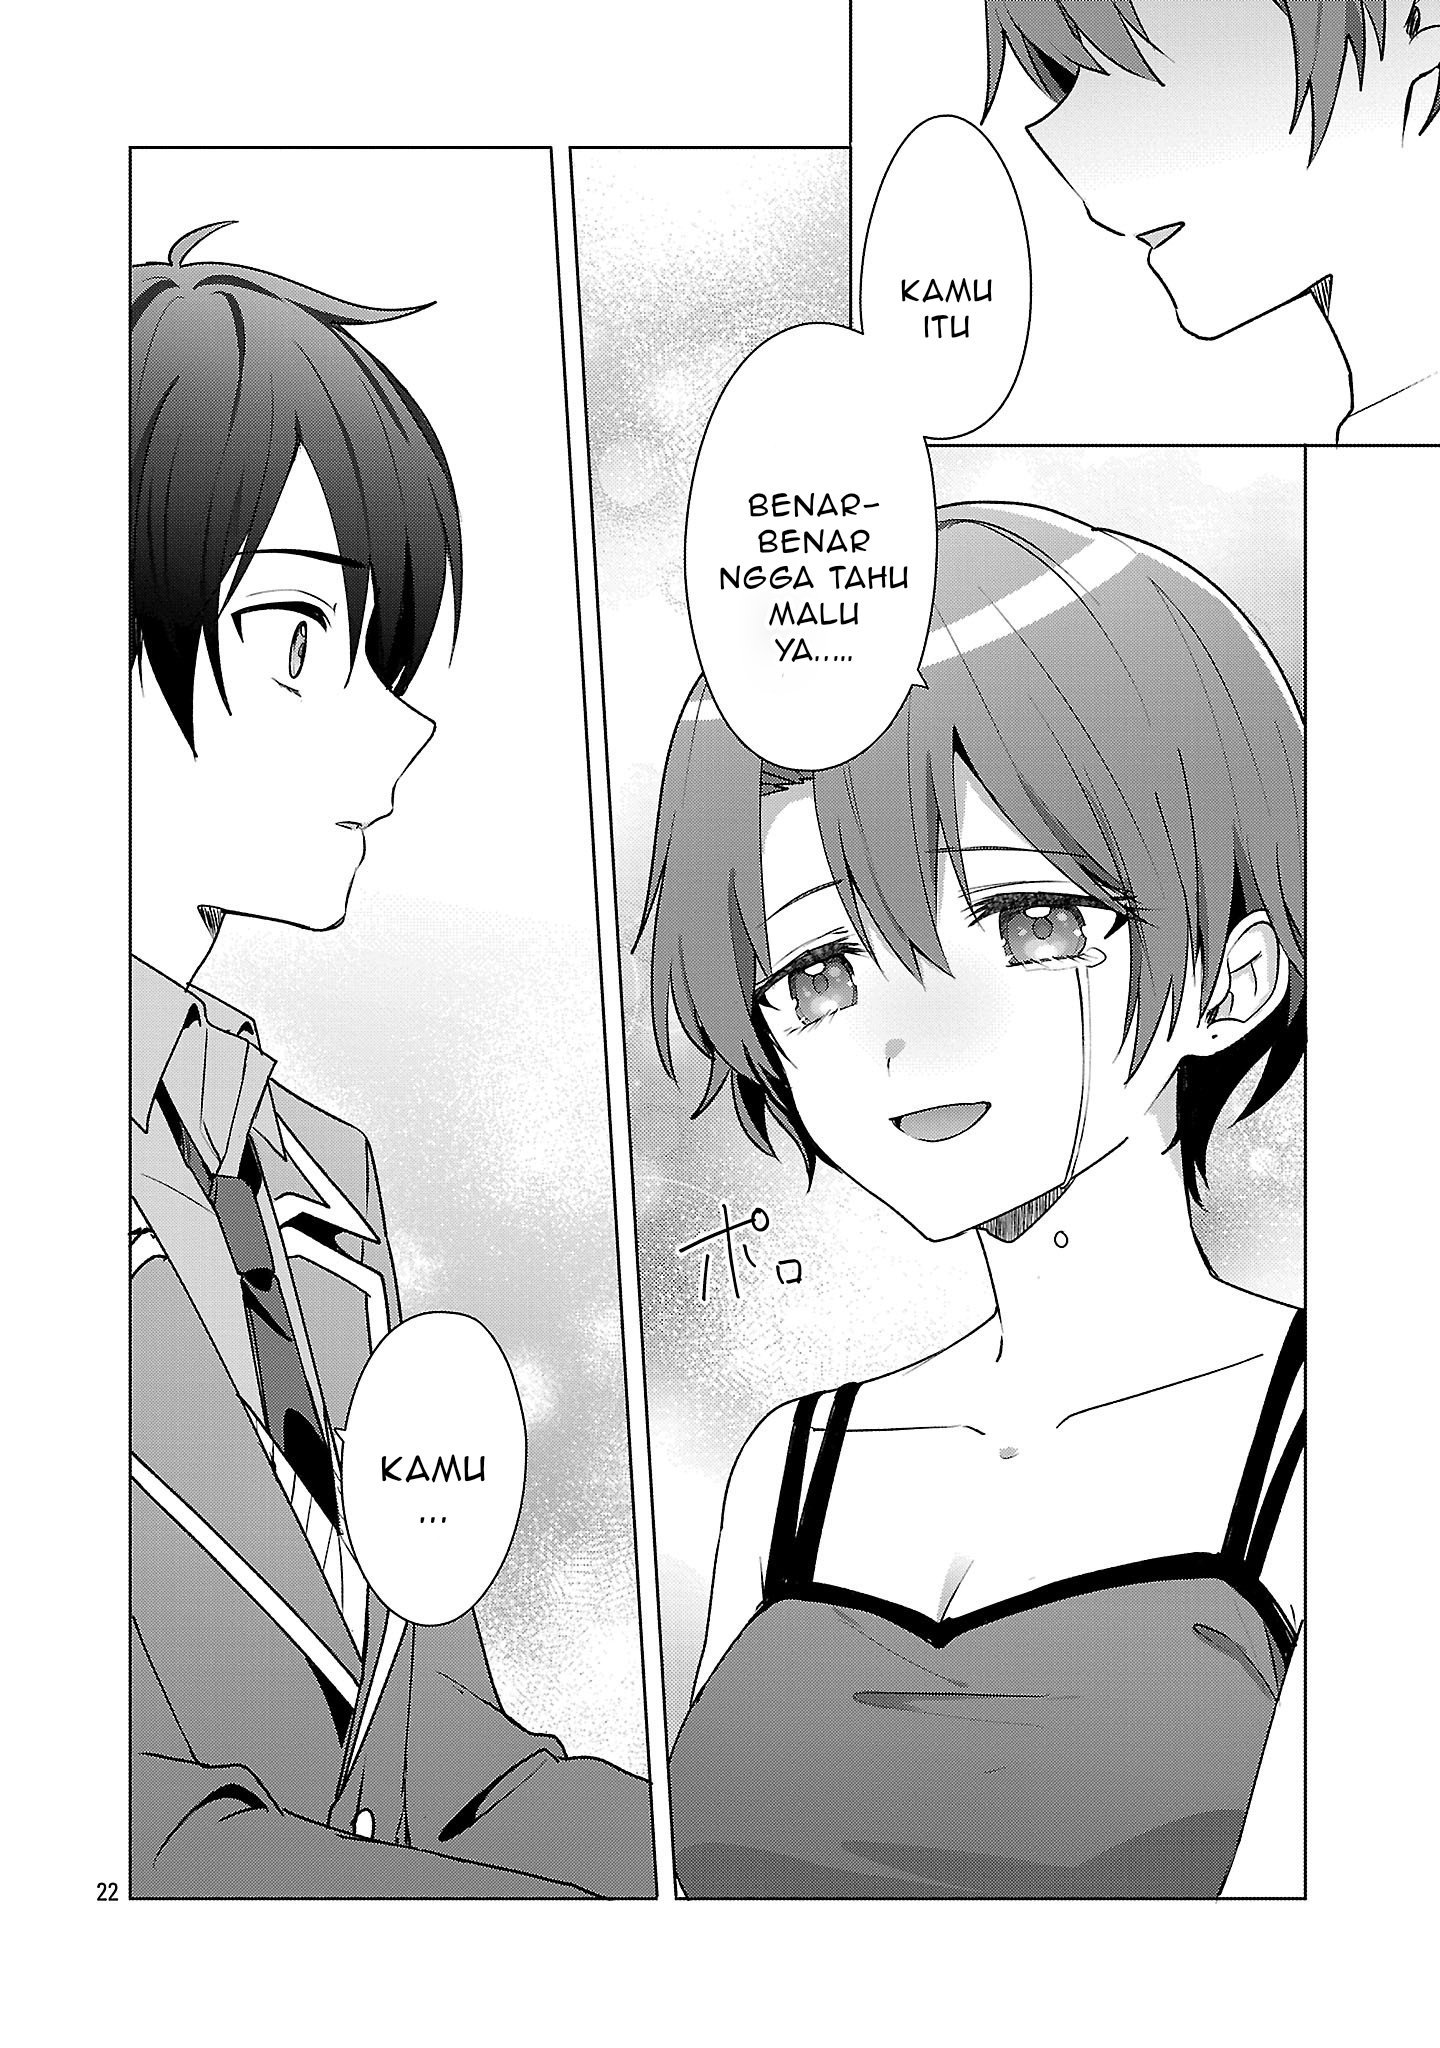 KAMU
ITU
BENAR-
BENAR
NGGA TAHU
MALU
YA.....
ポロ
KAMU
...
22